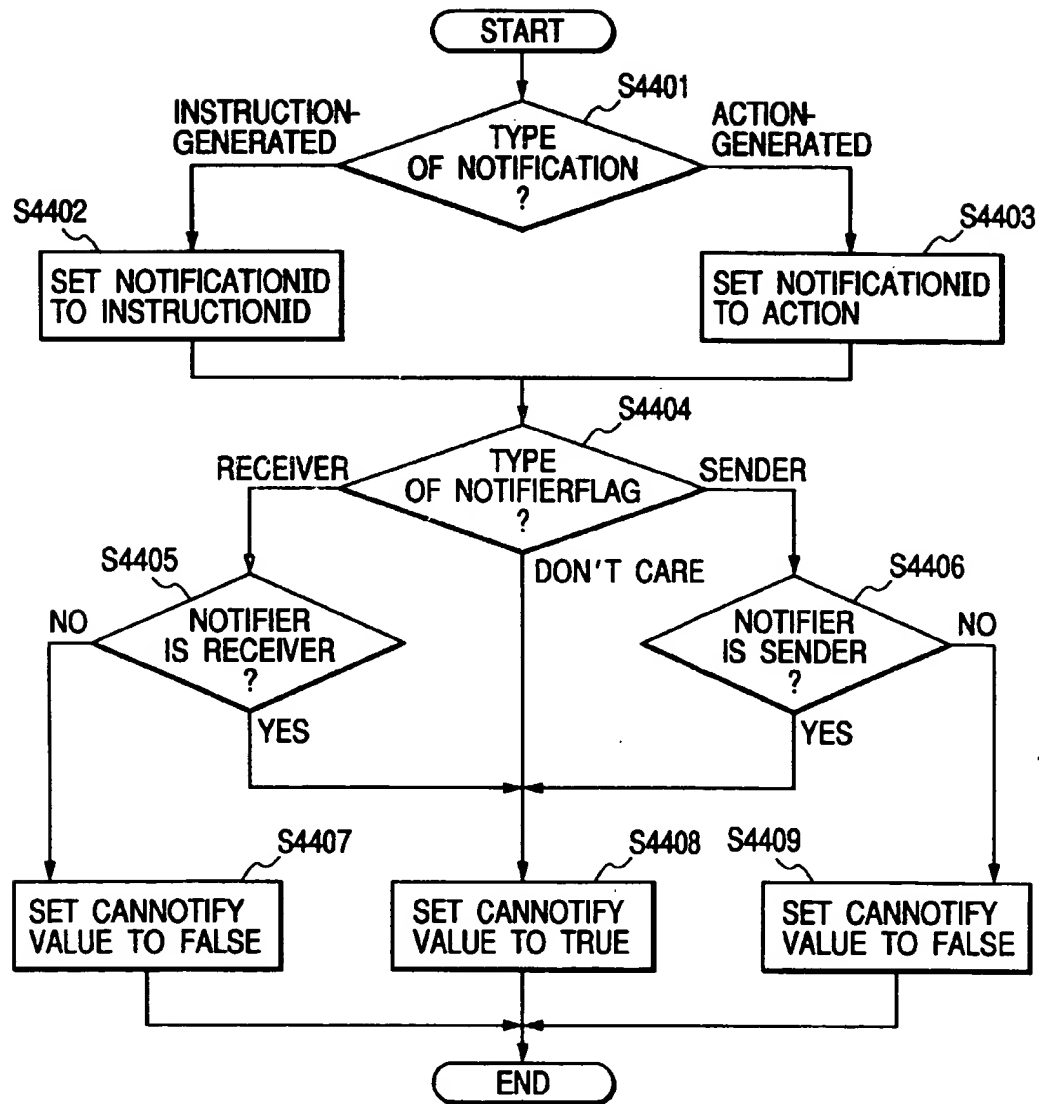 START
S4401
INSTRUCTION-
GENERATED
TYPE
OF NOTIFICATION
?
ACTION-
GENERATED
S4402
SET NOTIFICATIONID
TO INSTRUCTIONID
S4403
SET NOTIFICATIONID
TO ACTION
S4404
RECEIVER
TYPE
OF NOTIFIERFLAG
?
SENDER
DON'T CARE
S4405
NO
NOTIFIER
IS RECEIVER
?
YES
S4406
NOTIFIER
IS SENDER
?
NO
YES
S4407
SET CANNOTIFY
VALUE TO FALSE
S4408
SET CANNOTIFY
VALUE TO TRUE
S4409
SET CANNOTIFY
VALUE TO FALSE
END